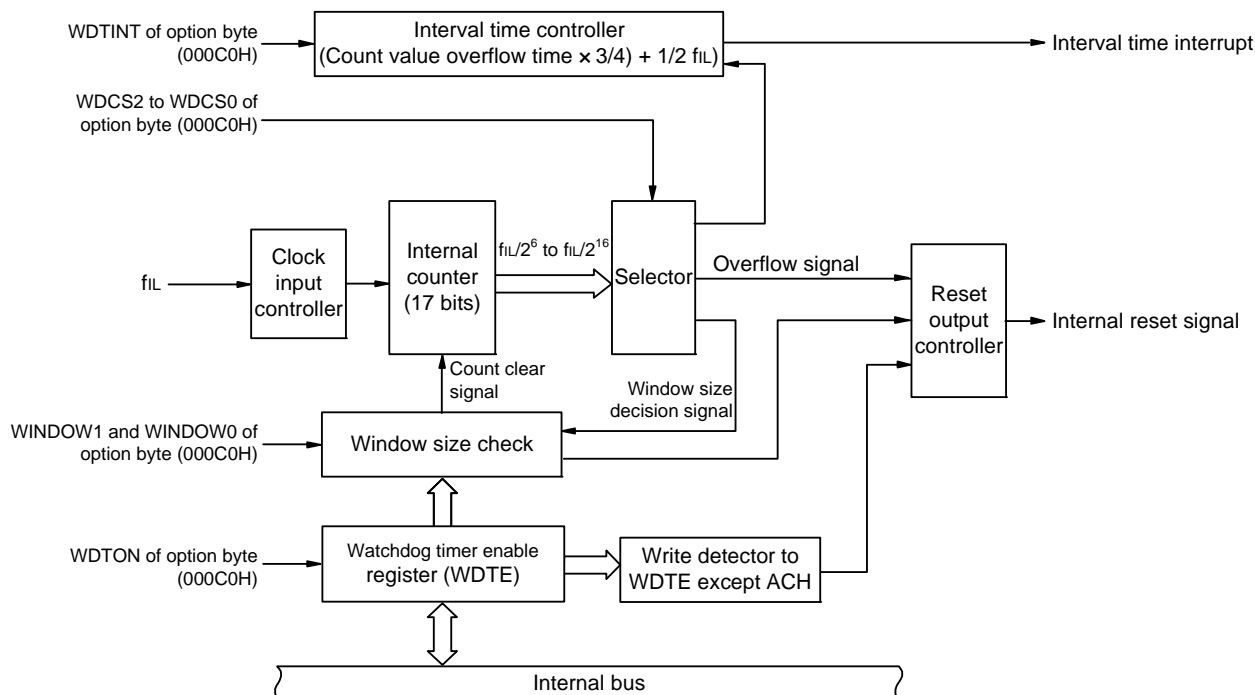 WDTINT of option byte
(000C0H)
Interval time controller
(Count value overflow time × 3/4) + 1/2 fIL)
Interval time interrupt
WDCS2 to WDCS0 of
option byte (000C0H)
fIL
Clock
input
controller
Internal
counter
(17 bits)
fIL/2⁶ to fIL/2¹⁶
Selector
Overflow signal
Reset
output
controller
Internal reset signal
Count clear
signal
Window size
decision signal
WINDOW1 and WINDOW0 of
option byte (000C0H)
Window size check
WDTON of option byte
(000C0H)
Watchdog timer enable
register (WDTE)
Write detector to
WDTE except ACH
Internal bus